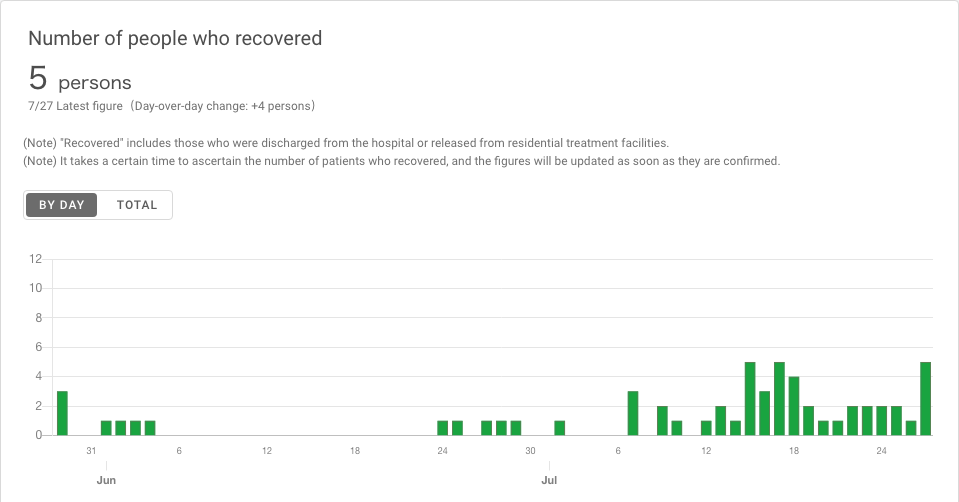 Number of people who recovered
5 persons
7/27 Latest figure（Day-over-day change: +4 persons）
(Note) "Recovered" includes those who were discharged from the hospital or released from residential treatment facilities.
(Note) It takes a certain time to ascertain the number of patients who recovered, and the figures will be updated as soon as they are confirmed.
BY DAY TOTAL
12
10
8
6
4
2
0
31 6 12 18 24 30 6 12 18 24
Jun Jul